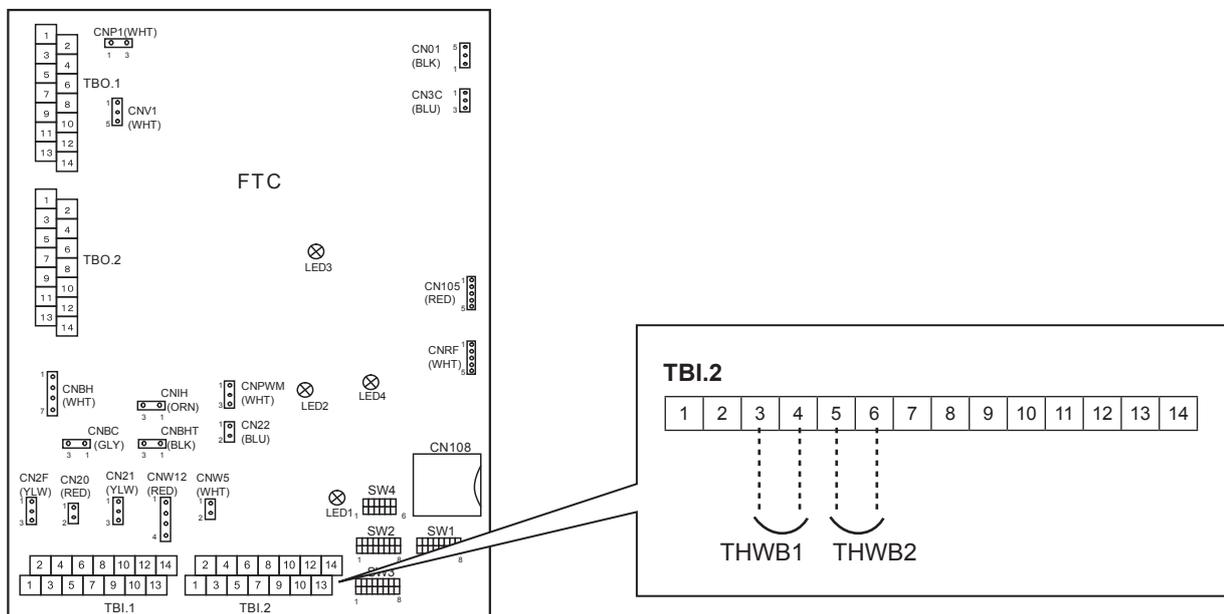 CNP1(WHT)
1 3
1 2 3 4 5 6 7 8 9 10 11 12 13 14
TBO.1
1
CNV1
5 (WHT)
CN01
(BLK)
5
1
CN3C
(BLU)
1
3
FTC
1 2 3 4 5 6 7 8 9 10 11 12 13 14
TBO.2
LED3
CN105
(RED)
1
5
CNRF
(WHT)
1
5
1
CNBH
(WHT)
7
CNIH
(ORN)
3 1
1
CNPWM
(WHT)
3
LED2
LED4
CNBC
(GLY)
3 1
CNBHT
(BLK)
3 1
1
CN22
(BLU)
2
CN108
CN2F
(YLW)
1
3
CN20
(RED)
1
2
CN21
(YLW)
1
3
CNW12
(RED)
1
4
CNW5
(WHT)
1
2
LED1
SW4
1 6
SW2
1 8
SW1
8
SW3
1 8
2 4 6 8 10 12 14
1 3 5 7 9 10 13
TBI.1
2 4 6 8 10 12 14
1 3 5 7 9 10 13
TBI.2
TBI.2
1 2 3 4 5 6 7 8 9 10 11 12 13 14
THWB1 THWB2